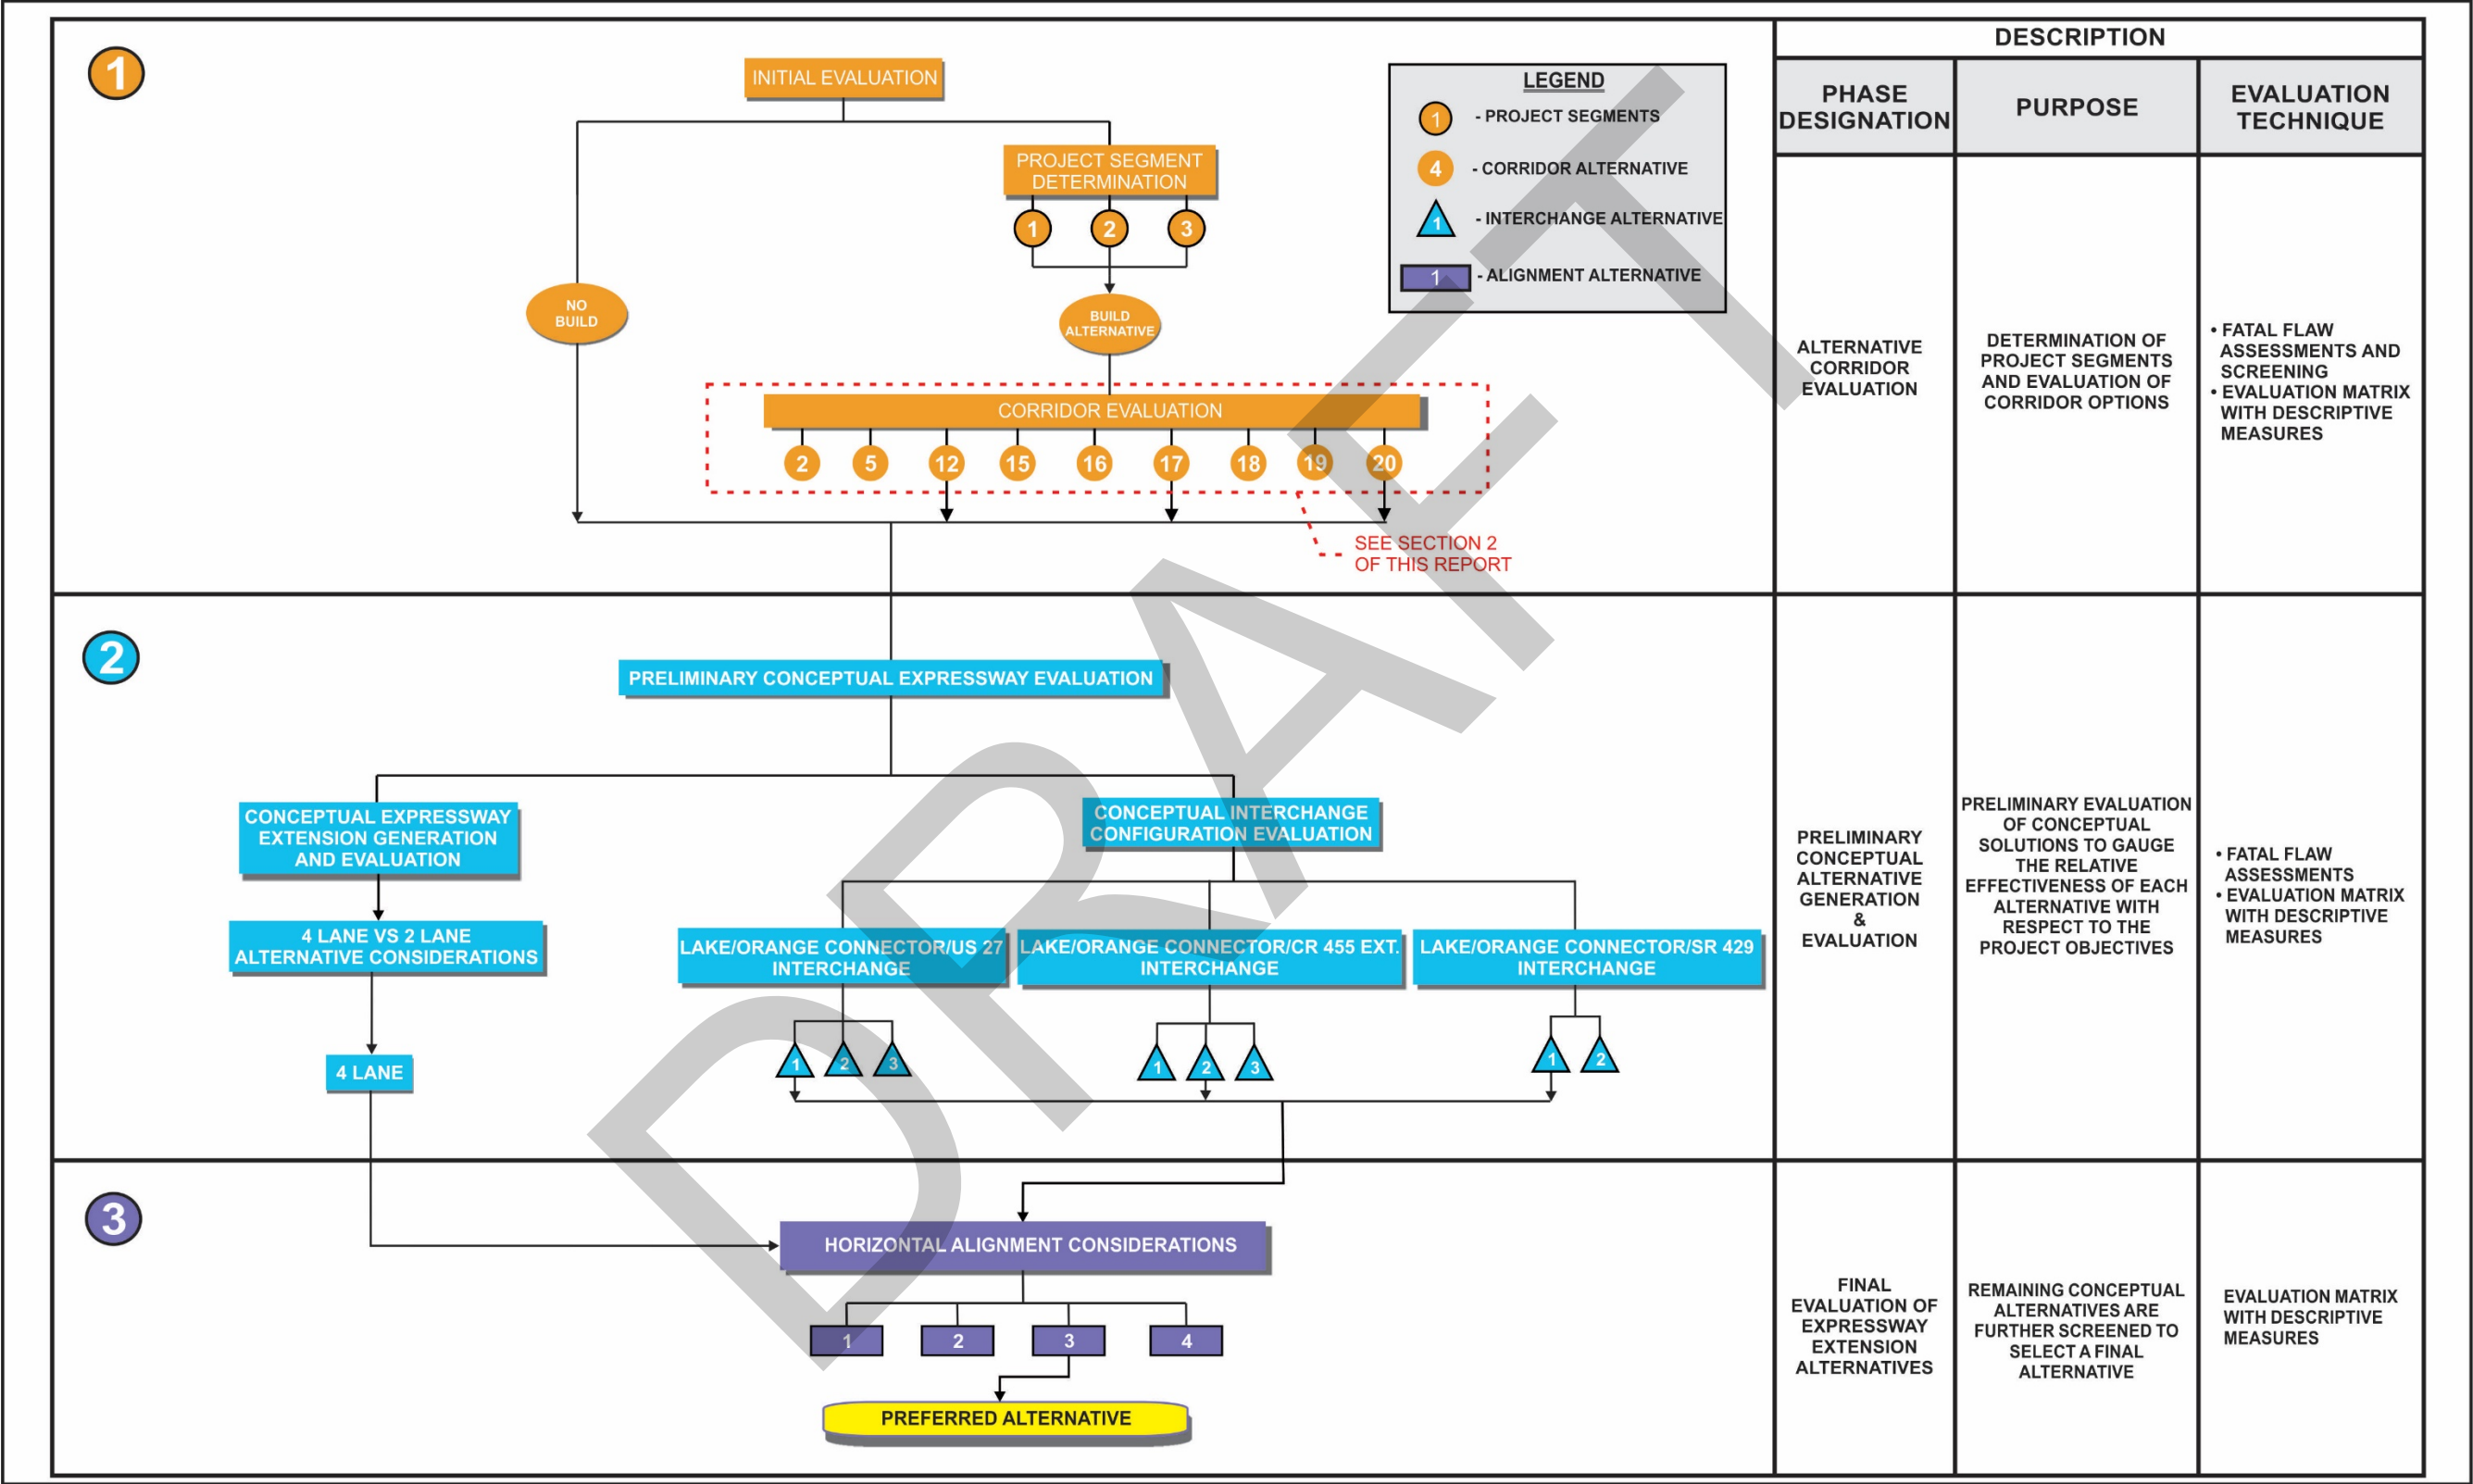 1
INITIAL EVALUATION
PROJECT SEGMENT
DETERMINATION
1 2 3
NO
BUILD
BUILD
ALTERNATIVE
CORRIDOR EVALUATION
2 5 12 15 16 17 18 19 20
SEE SECTION 2
OF THIS REPORT
LEGEND
1 - PROJECT SEGMENTS
4 - CORRIDOR ALTERNATIVE
1 - INTERCHANGE ALTERNATIVE
1 - ALIGNMENT ALTERNATIVE
DESCRIPTION
PHASE
DESIGNATION
PURPOSE
EVALUATION
TECHNIQUE
ALTERNATIVE
CORRIDOR
EVALUATION
DETERMINATION OF
PROJECT SEGMENTS
AND EVALUATION OF
CORRIDOR OPTIONS
• FATAL FLAW
ASSESSMENTS AND
SCREENING
• EVALUATION MATRIX
WITH DESCRIPTIVE
MEASURES
2
PRELIMINARY CONCEPTUAL EXPRESSWAY EVALUATION
CONCEPTUAL EXPRESSWAY
EXTENSION GENERATION
AND EVALUATION
4 LANE VS 2 LANE
ALTERNATIVE CONSIDERATIONS
4 LANE
CONCEPTUAL INTERCHANGE
CONFIGURATION EVALUATION
LAKE/ORANGE CONNECTOR/US 27
INTERCHANGE
1 2 3
LAKE/ORANGE CONNECTOR/CR 455 EXT.
INTERCHANGE
1 2 3
LAKE/ORANGE CONNECTOR/SR 429
INTERCHANGE
1 2
PRELIMINARY
CONCEPTUAL
ALTERNATIVE
GENERATION
&
EVALUATION
PRELIMINARY EVALUATION
OF CONCEPTUAL
SOLUTIONS TO GAUGE
THE RELATIVE
EFFECTIVENESS OF EACH
ALTERNATIVE WITH
RESPECT TO THE
PROJECT OBJECTIVES
• FATAL FLAW
ASSESSMENTS
• EVALUATION MATRIX
WITH DESCRIPTIVE
MEASURES
3
HORIZONTAL ALIGNMENT CONSIDERATIONS
1 2 3 4
PREFERRED ALTERNATIVE
FINAL
EVALUATION OF
EXPRESSWAY
EXTENSION
ALTERNATIVES
REMAINING CONCEPTUAL
ALTERNATIVES ARE
FURTHER SCREENED TO
SELECT A FINAL
ALTERNATIVE
EVALUATION MATRIX
WITH DESCRIPTIVE
MEASURES
DRAFT